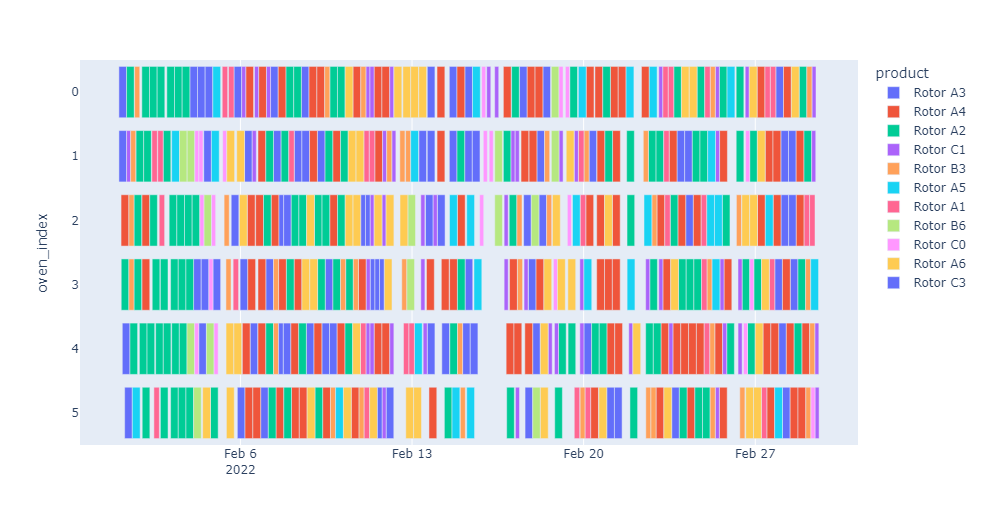 product
Rotor A3
Rotor A4
Rotor A2
Rotor C1
Rotor B3
Rotor A5
Rotor A1
Rotor B6
Rotor C0
Rotor A6
Rotor C3
oven_index
0
1
2
3
4
5
Feb 6
2022
Feb 13
Feb 20
Feb 27